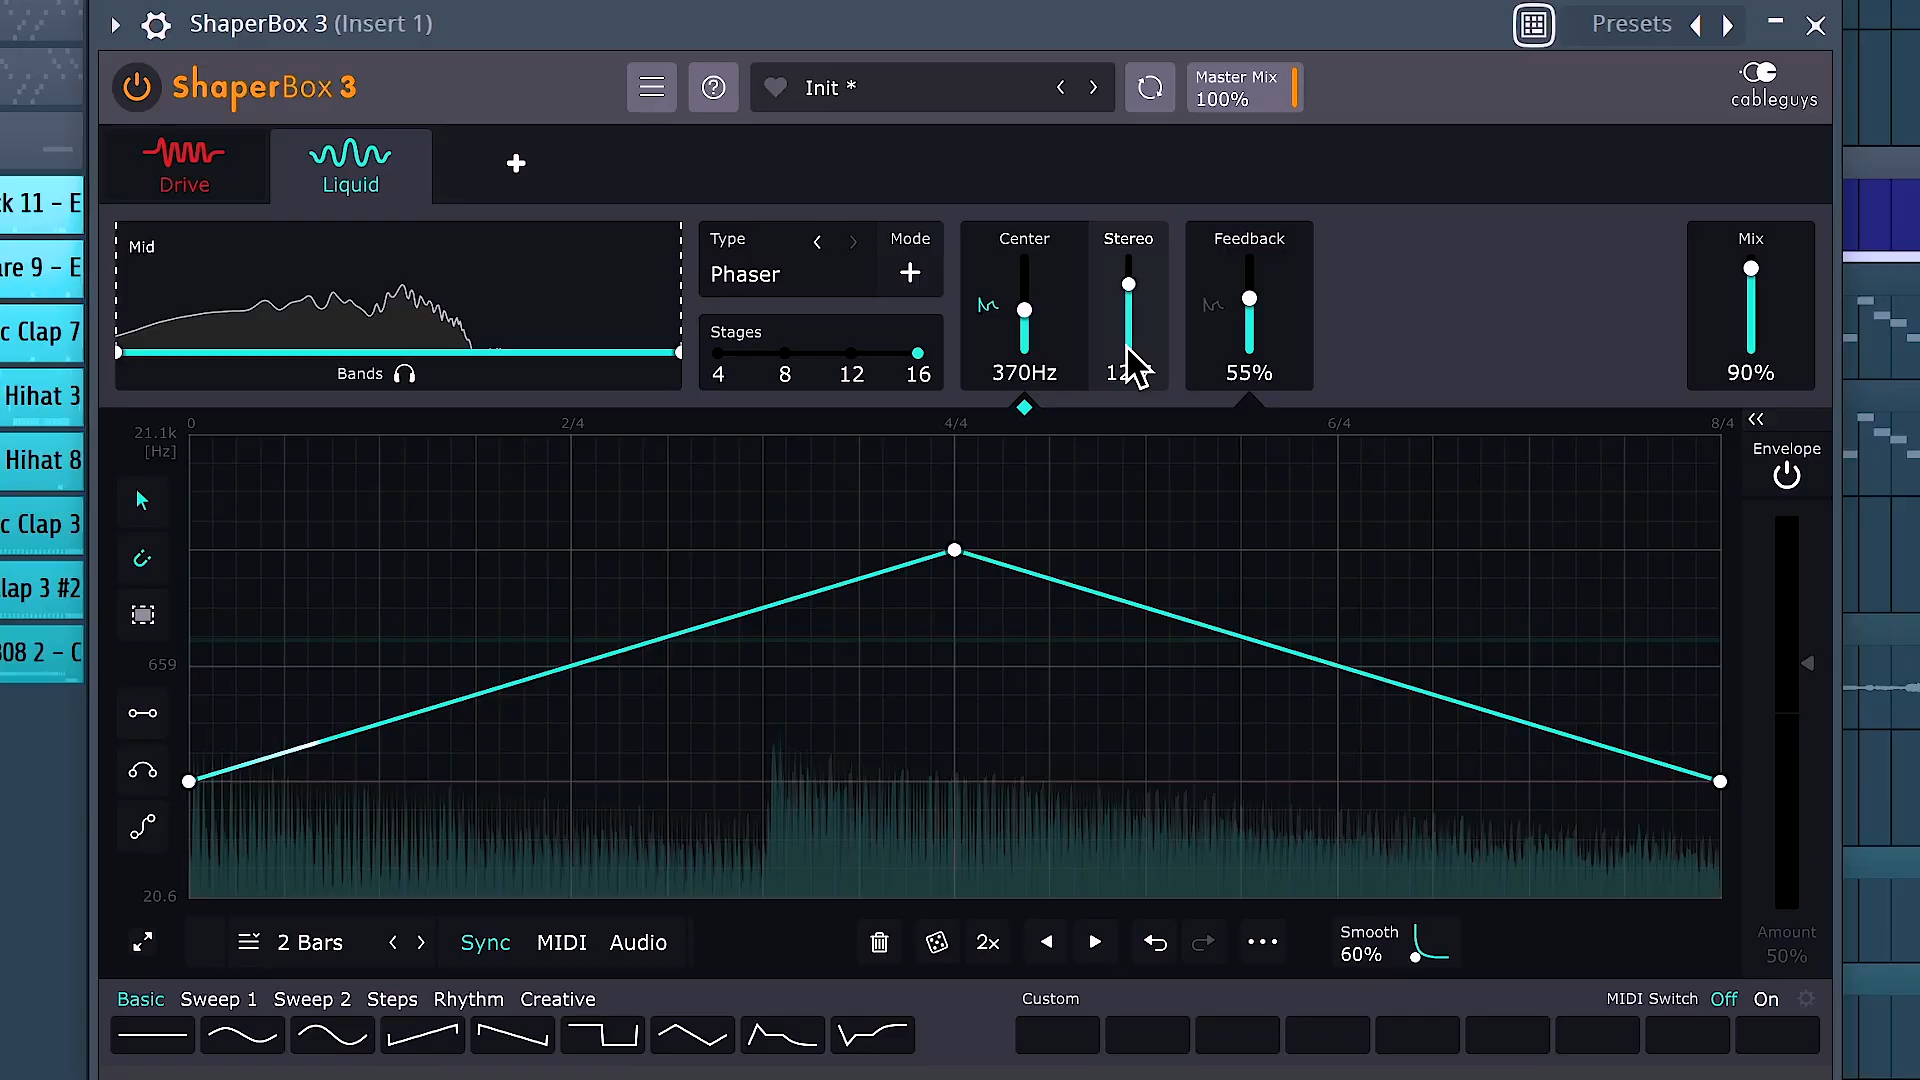 ShaperBox 3 (Insert 1)
Presets
ShaperBox 3
Init *
Master Mix
100%
cableguys
Drive
Liquid
Mid
Bands
Type
Phaser
Mode
Stages
4 8 12 16
Center
370Hz
Stereo
Feedback
55%
Mix
90%
ck 11 – E
are 9 – E
c Clap 7
Hihat 3
Hihat 8
c Clap 3
lap 3 #2
808 2 – C
0 2/4 4/4 6/4 8/4
21.1k
[Hz]
659
20.6
Envelope
Amount
50%
2 Bars
Sync MIDI Audio
2x
Smooth
60%
Basic Sweep 1 Sweep 2 Steps Rhythm Creative
Custom
MIDI Switch Off On